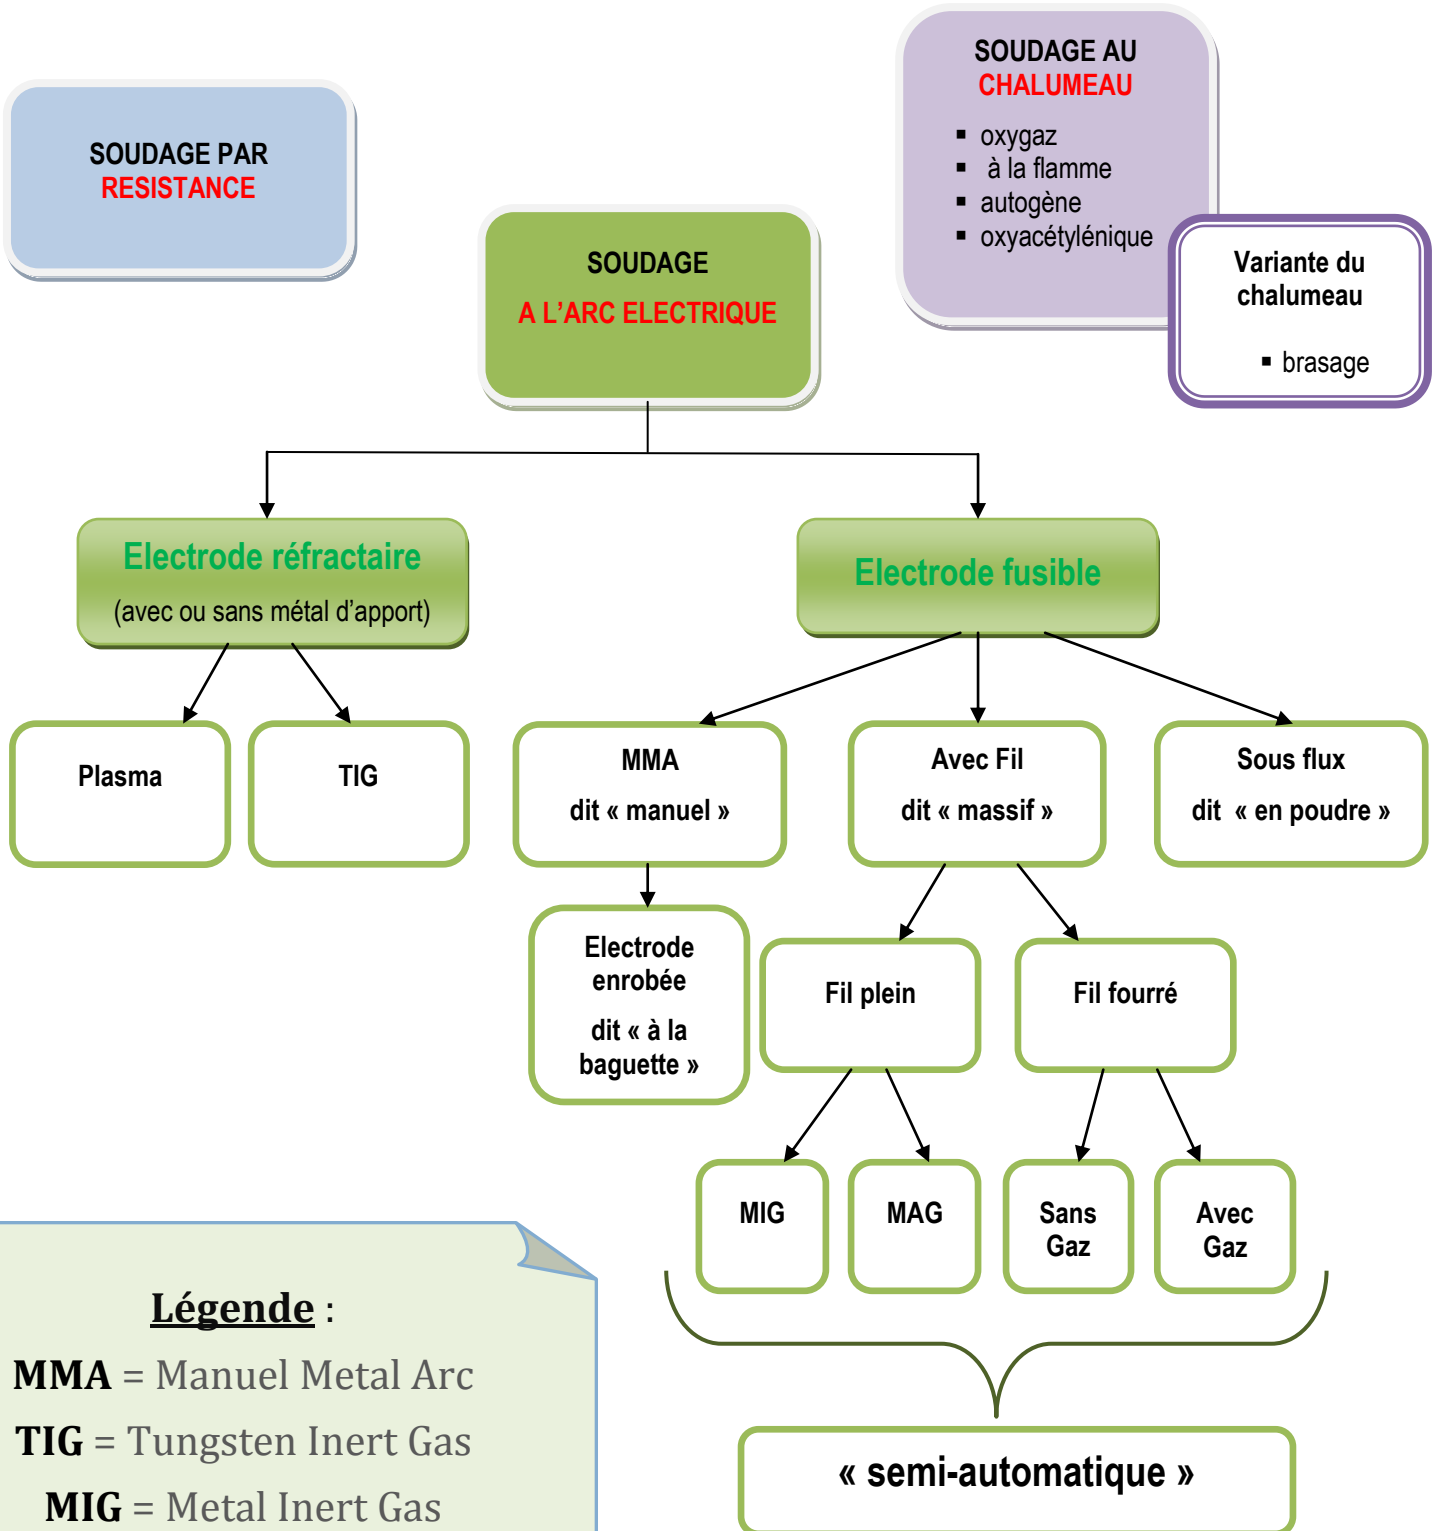 SOUDAGE AU
CHALUMEAU
▪ oxygaz
▪ à la flamme
▪ autogène
▪ oxyacétylénique
SOUDAGE PAR
RESISTANCE
Variante du
chalumeau
▪ brasage
SOUDAGE
A L’ARC ELECTRIQUE
Electrode réfractaire
(avec ou sans métal d’apport)
Electrode fusible
Plasma
TIG
MMA
dit « manuel »
Avec Fil
dit « massif »
Sous flux
dit « en poudre »
Electrode
enrobée
dit « à la
baguette »
Fil plein
Fil fourré
MIG
MAG
Sans
Gaz
Avec
Gaz
« semi-automatique »
Légende :
MMA = Manuel Metal Arc
TIG = Tungsten Inert Gas
MIG = Metal Inert Gas